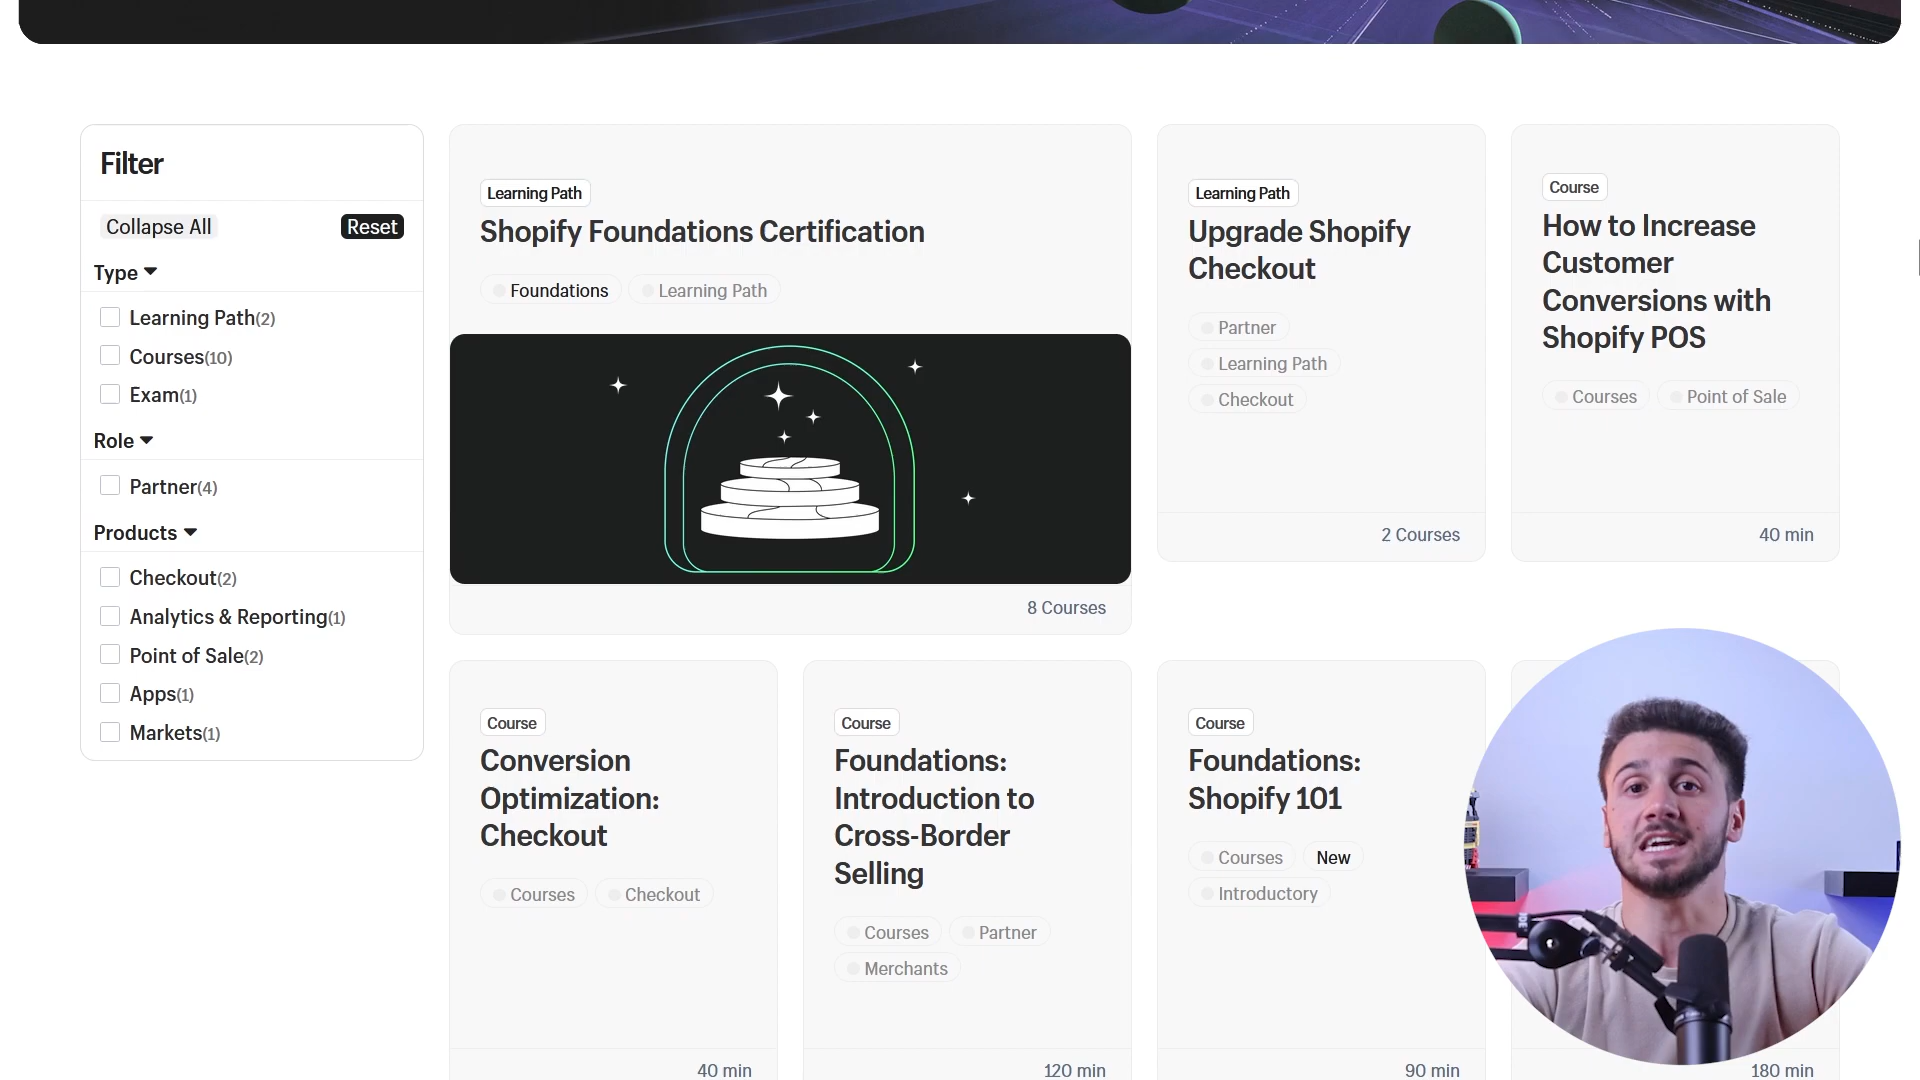 Filter
Collapse All
Reset
Type
Learning Path(2)
Courses(10)
Exam(1)
Role
Partner(4)
Products
Checkout(2)
Analytics & Reporting(1)
Point of Sale(2)
Apps(1)
Markets(1)
Learning Path
Shopify Foundations Certification
Foundations
Learning Path
8 Courses
Learning Path
Upgrade Shopify
Checkout
Partner
Learning Path
Checkout
2 Courses
Course
How to Increase
Customer
Conversions with
Shopify POS
Courses
Point of Sale
40 min
Course
Conversion
Optimization:
Checkout
Courses
Checkout
40 min
Course
Foundations:
Introduction to
Cross-Border
Selling
Courses
Partner
Merchants
120 min
Course
Foundations:
Shopify 101
Courses
New
Introductory
90 min
180 min